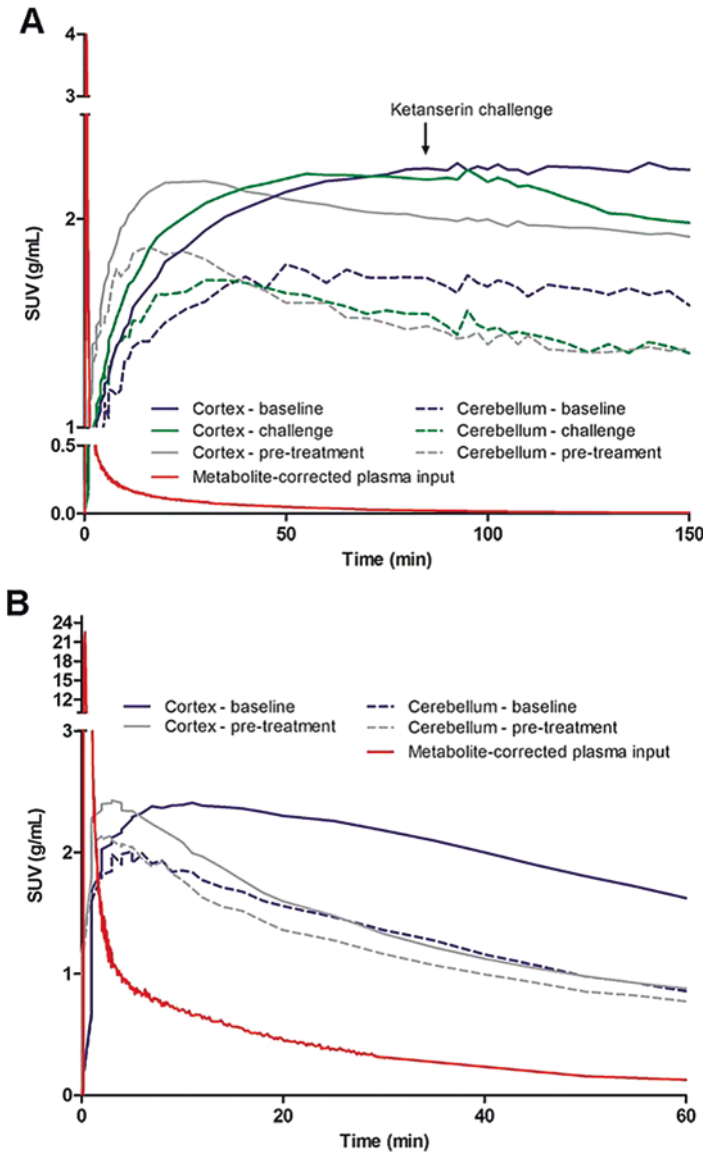 A
4
3
Ketanserin challenge
2
SUV (g/mL)
1
Cortex - baseline Cerebellum - baseline
Cortex - challenge Cerebellum - challenge
Cortex - pre-treatment Cerebellum - pre-treament
Metabolite-corrected plasma input
0.5
0.0
0 50 100 150
Time (min)
B
24
21
18
15
12
Cortex - baseline Cerebellum - baseline
Cortex - pre-treatment Cerebellum - pre-treatment
Metabolite-corrected plasma input
3
2
SUV (g/mL)
1
0
0 20 40 60
Time (min)